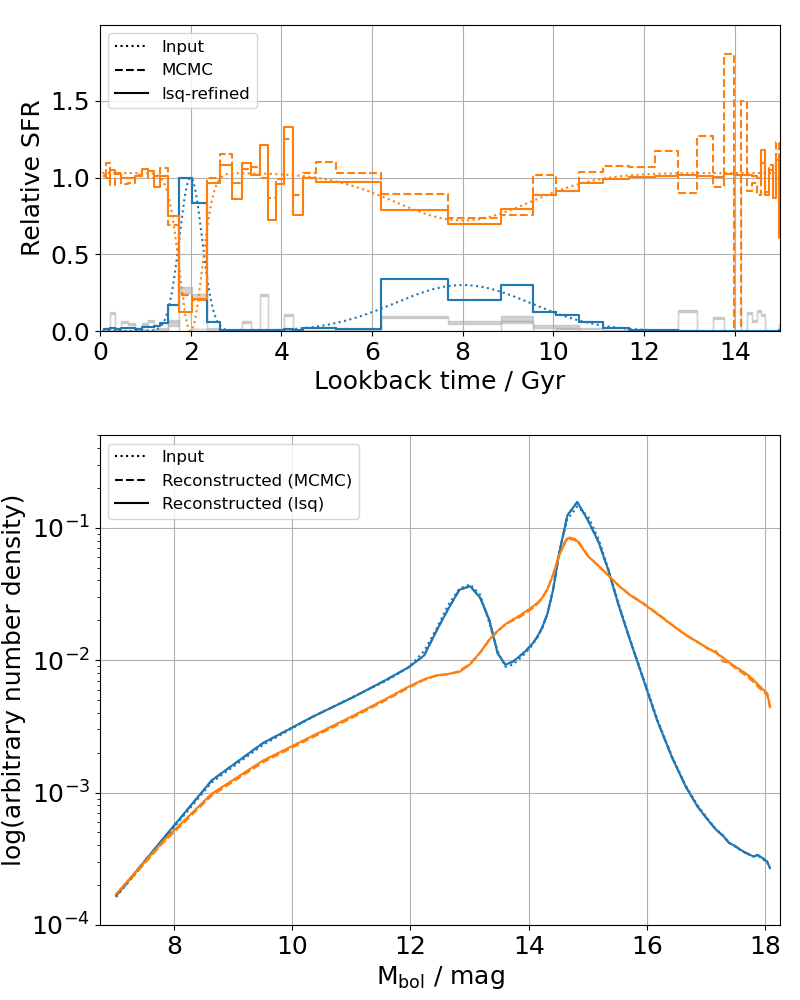 Input
MCMC
lsq-refined
Relative SFR
1.5
1.0
0.5
0.0
0 2 4 6 8 10 12 14
Lookback time / Gyr
Input
Reconstructed (MCMC)
Reconstructed (lsq)
log(arbitrary number density)
10⁻¹
10⁻²
10⁻³
10⁻⁴
8 10 12 14 16 18
M_bol / mag